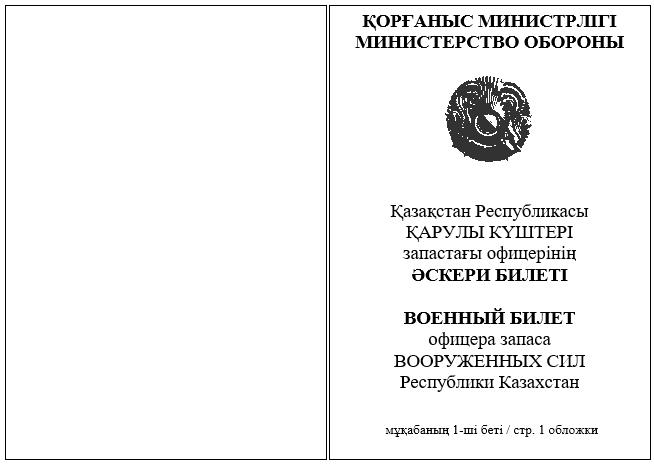 ҚОРҒАНЫС МИНИСТРЛІГІ
МИНИСТЕРСТВО ОБОРОНЫ
Қазақстан Республикасы
ҚАРУЛЫ КҮШТЕРІ
запастағы офицерінің
ӘСКЕРИ БИЛЕТІ
ВОЕННЫЙ БИЛЕТ
офицера запаса
ВООРУЖЕННЫХ СИЛ
Республики Казахстан
мұқабаның 1-ші беті / стр. 1 обложки